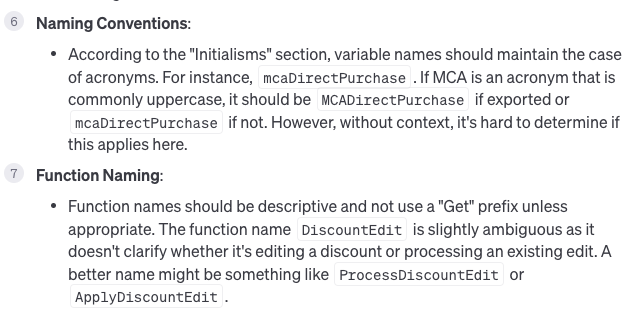 6 Naming Conventions:
• According to the "Initialisms" section, variable names should maintain the case
of acronyms. For instance, mcaDirectPurchase . If MCA is an acronym that is
commonly uppercase, it should be MCADirectPurchase if exported or
mcaDirectPurchase if not. However, without context, it's hard to determine if
this applies here.
7 Function Naming:
• Function names should be descriptive and not use a "Get" prefix unless
appropriate. The function name DiscountEdit is slightly ambiguous as it
doesn't clarify whether it's editing a discount or processing an existing edit. A
better name might be something like ProcessDiscountEdit or
ApplyDiscountEdit .